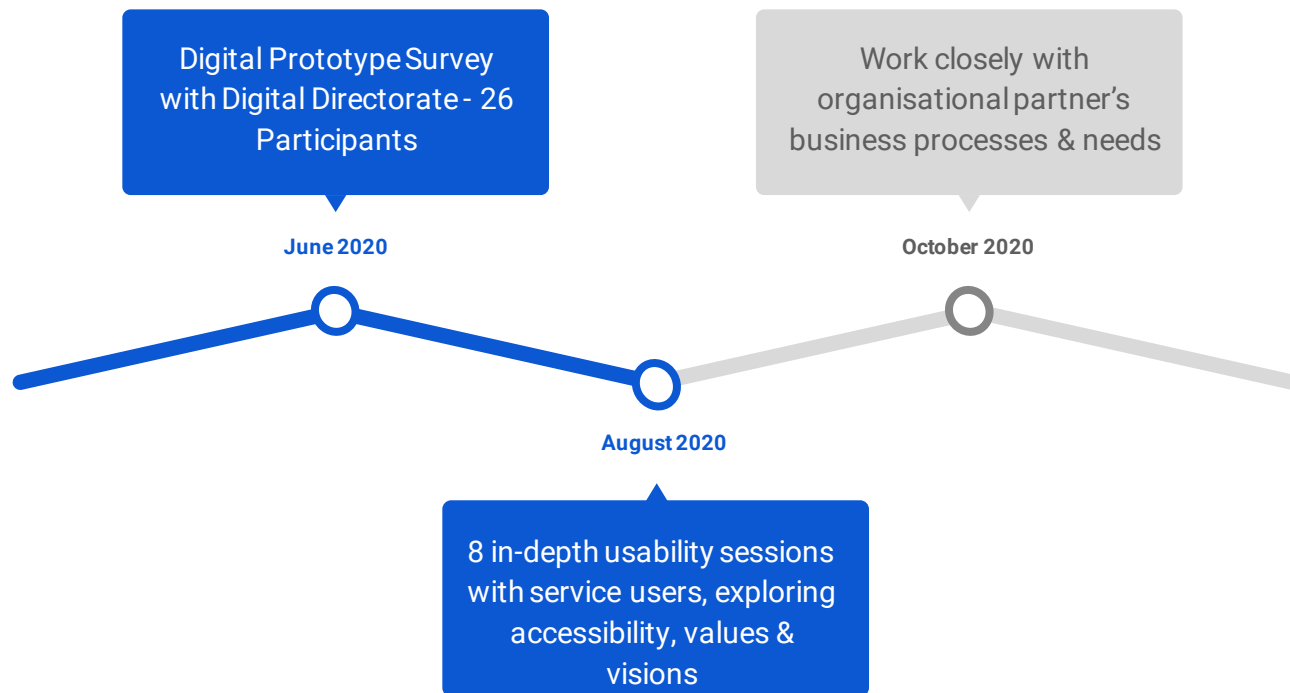 Digital Prototype Survey
with Digital Directorate - 26
Participants
June 2020
Work closely with
organisational partner's
business processes & needs
October 2020
August 2020
8 in-depth usability sessions
with service users, exploring
accessibility, values &
visions